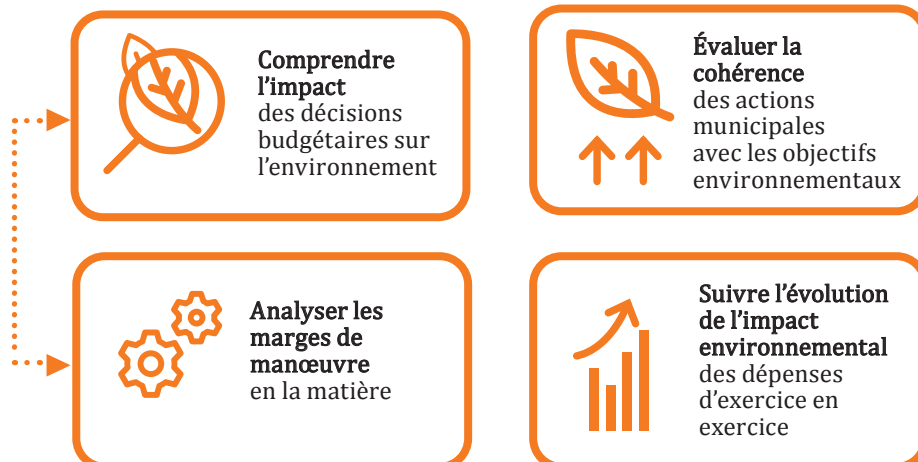 Comprendre
l’impact
des décisions
budgétaires sur
l’environnement
Évaluer la
cohérence
des actions
municipales
avec les objectifs
environnementaux
Analyser les
marges de
manœuvre
en la matière
Suivre l’évolution
de l’impact
environnemental
des dépenses
d’exercice en
exercice